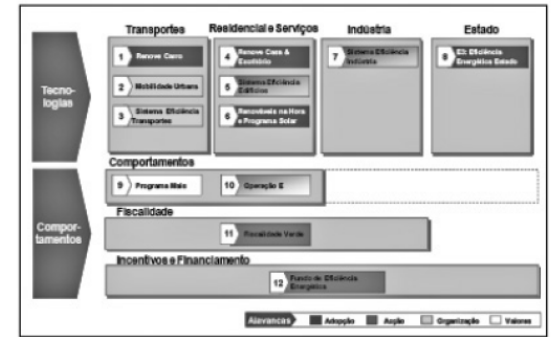 Transportes
Residencial e Serviços
Indústria
Estado
Tecno-
logias
1 Renove Carro
2 Mobilidade Urbana
3 Sistema Eficiência
Transportes
4 Renove Casa &
Escritório
5 Sistema Eficiência
Edifícios
6 Renováveis na Hora
e Programa Solar
7 Sistema Eficiência
Indústria
8 E3: Eficiência
Energética Estado
Compor-
tamentos
Comportamentos
9 Programa Mais
10 Operação E
Fiscalidade
11 Fiscalidade Verde
Incentivos e Financiamento
12 Fundo de Eficiência
Energética
Alavancas
Adopção
Acção
Organização
Valores